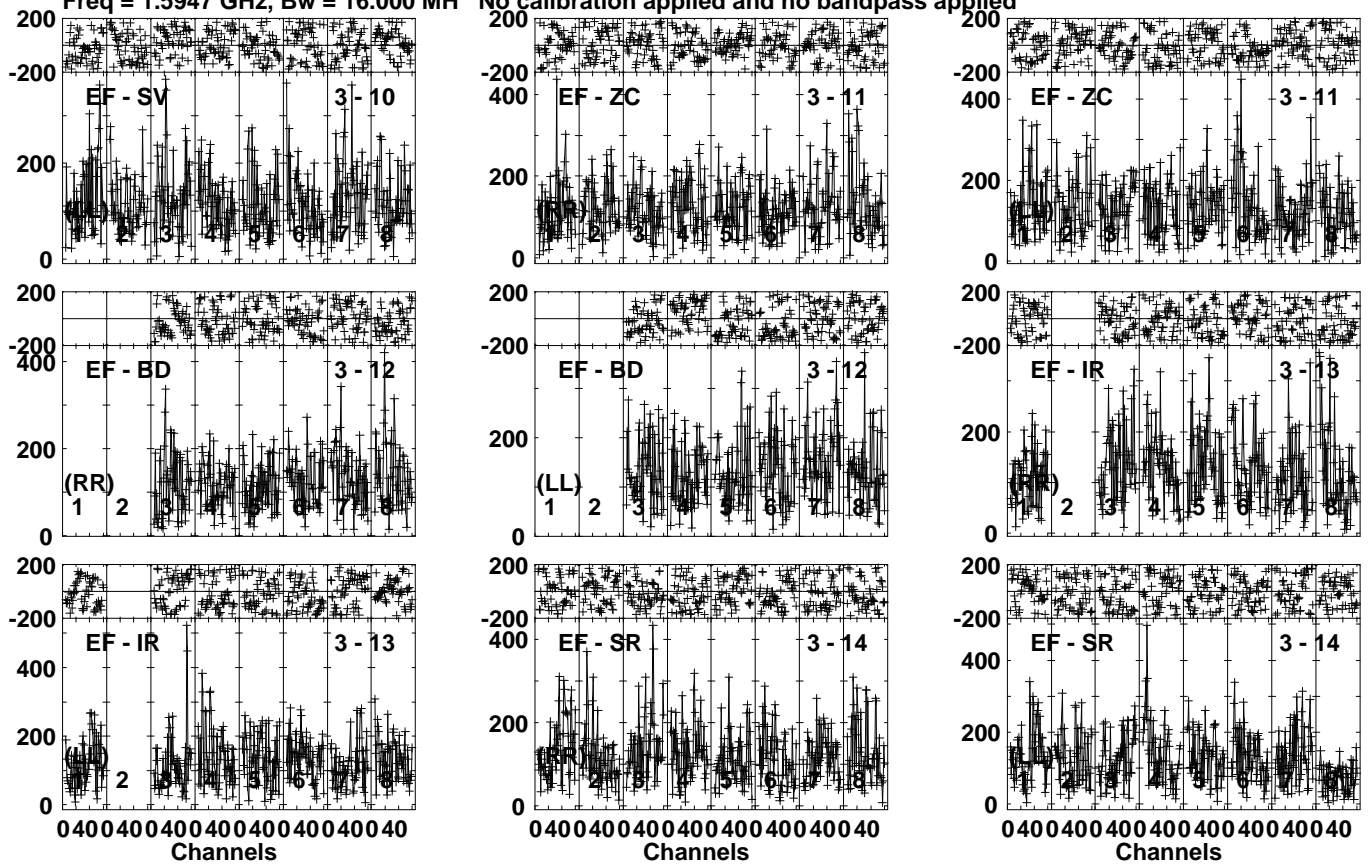 Freq = 1.5947 GHz, Bw = 16.000 MH No calibration applied and no bandpass applied
200 200 200
-200 -200 -200
EF - SV 3 - 10 EF - ZC 3 - 11 EF - ZC 3 - 11
400 400
200 200 200
(LL) (RR) (LL)
1 2 3 4 5 6 7 8 1 2 3 4 5 6 7 8 1 2 3 4 5 6 7 8
0 0 0
200 200 200
-200 -200 -200
400
EF - BD 3 - 12 EF - BD 3 - 12 EF - IR 3 - 13
200 200 200
(RR) (LL) (RR)
1 2 3 4 5 6 7 8 1 2 3 4 5 6 7 8 1 2 3 4 5 6 7 8
0 0 0
200 200 200
-200 -200 -200
EF - IR 3 - 13 EF - SR 3 - 14 EF - SR 3 - 14
400 400 400
200 200 200
(LL) (RR) (LL)
1 2 3 4 5 6 7 8 1 2 3 4 5 6 7 8 1 2 3 4 5 6 7 8
0 0 0
0 40 0 40 0 40 0 40 0 40 0 40 0 40 0 40 0 40 0 40 0 40 0 40 0 40 0 40 0 40 0 40 0 40 0 40 0 40 0 40 0 40 0 40 0 40 0 40
Channels Channels Channels